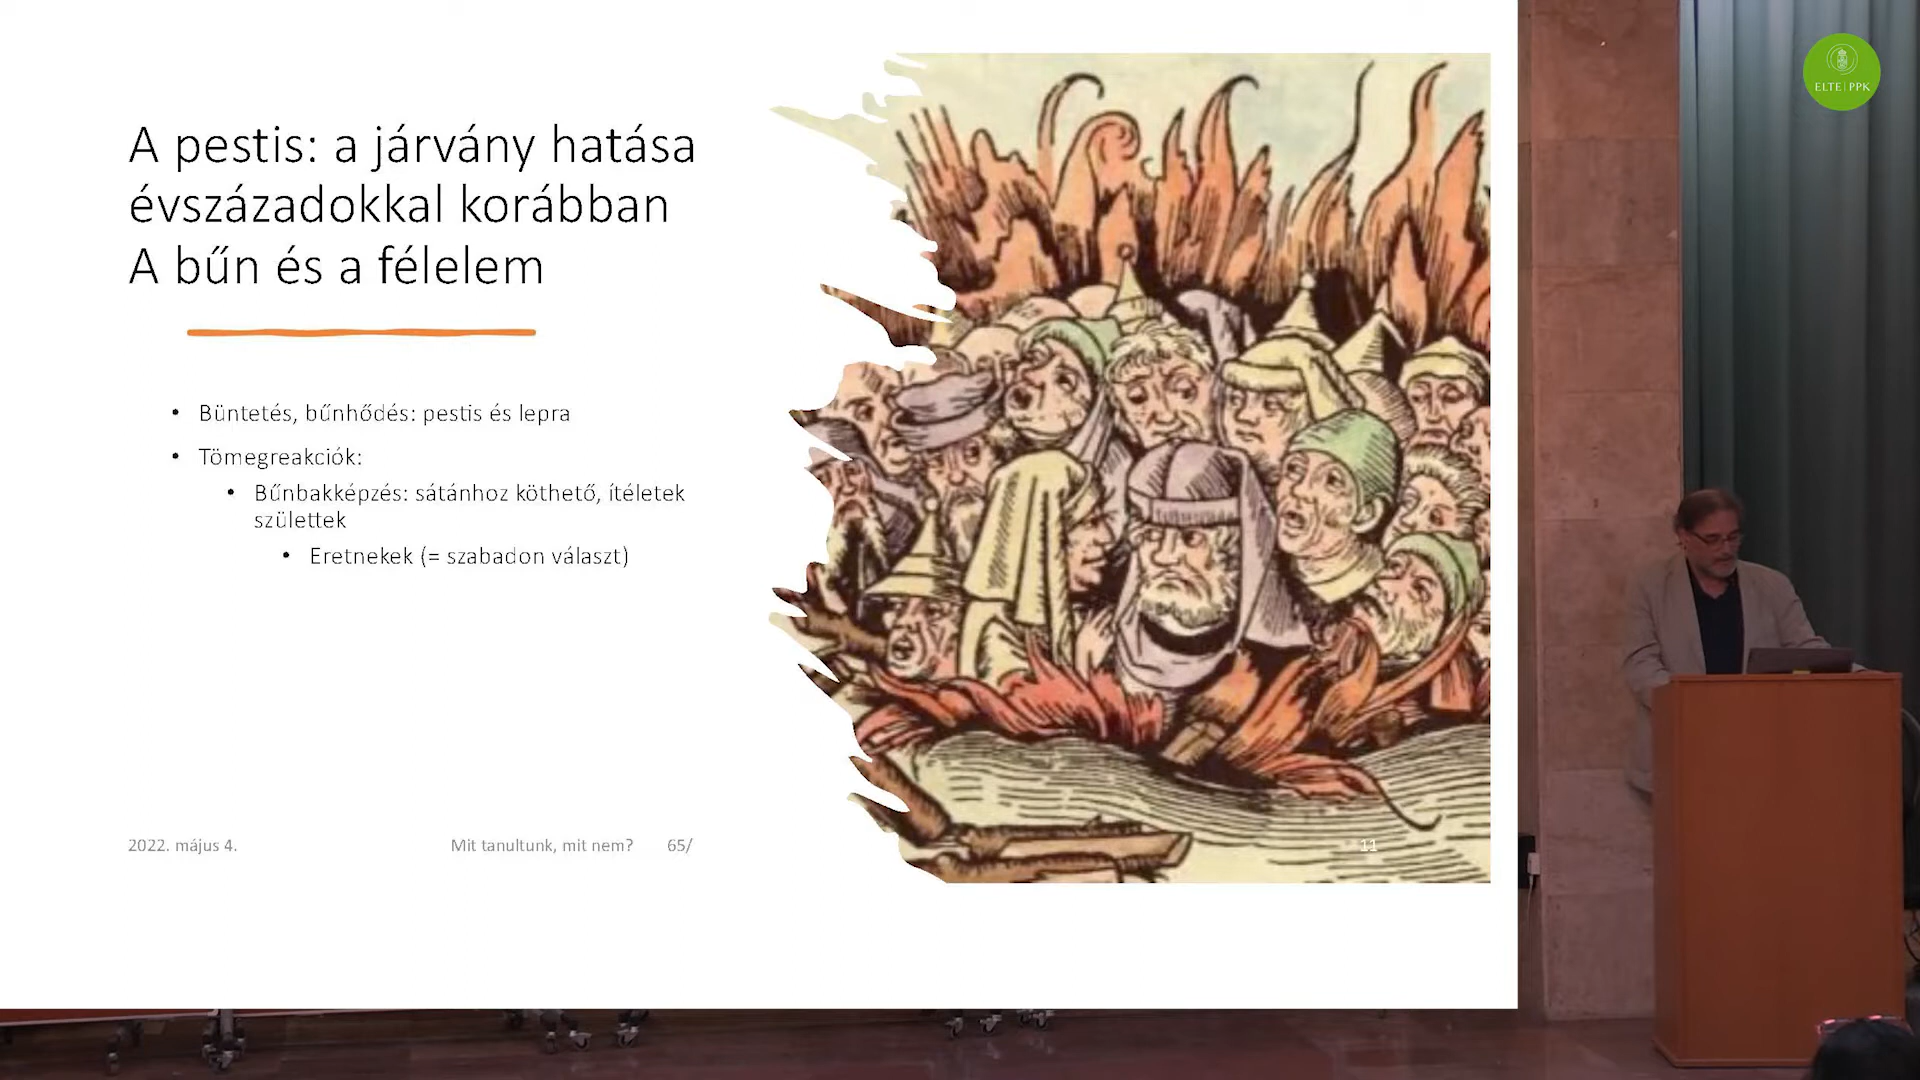 A pestis: a járvány hatása
évszázadokkal korábban
A bűn és a félelem
• Büntetés, bűnhődés: pestis és lepra
• Tömegreakciók:
• Bűnbakképzés: sátánhoz köthető, ítéletek
születtek
• Eretnekek (= szabadon választ)
2022. május 4.
Mit tanultunk, mit nem?
65/
11
ELTE | PPK